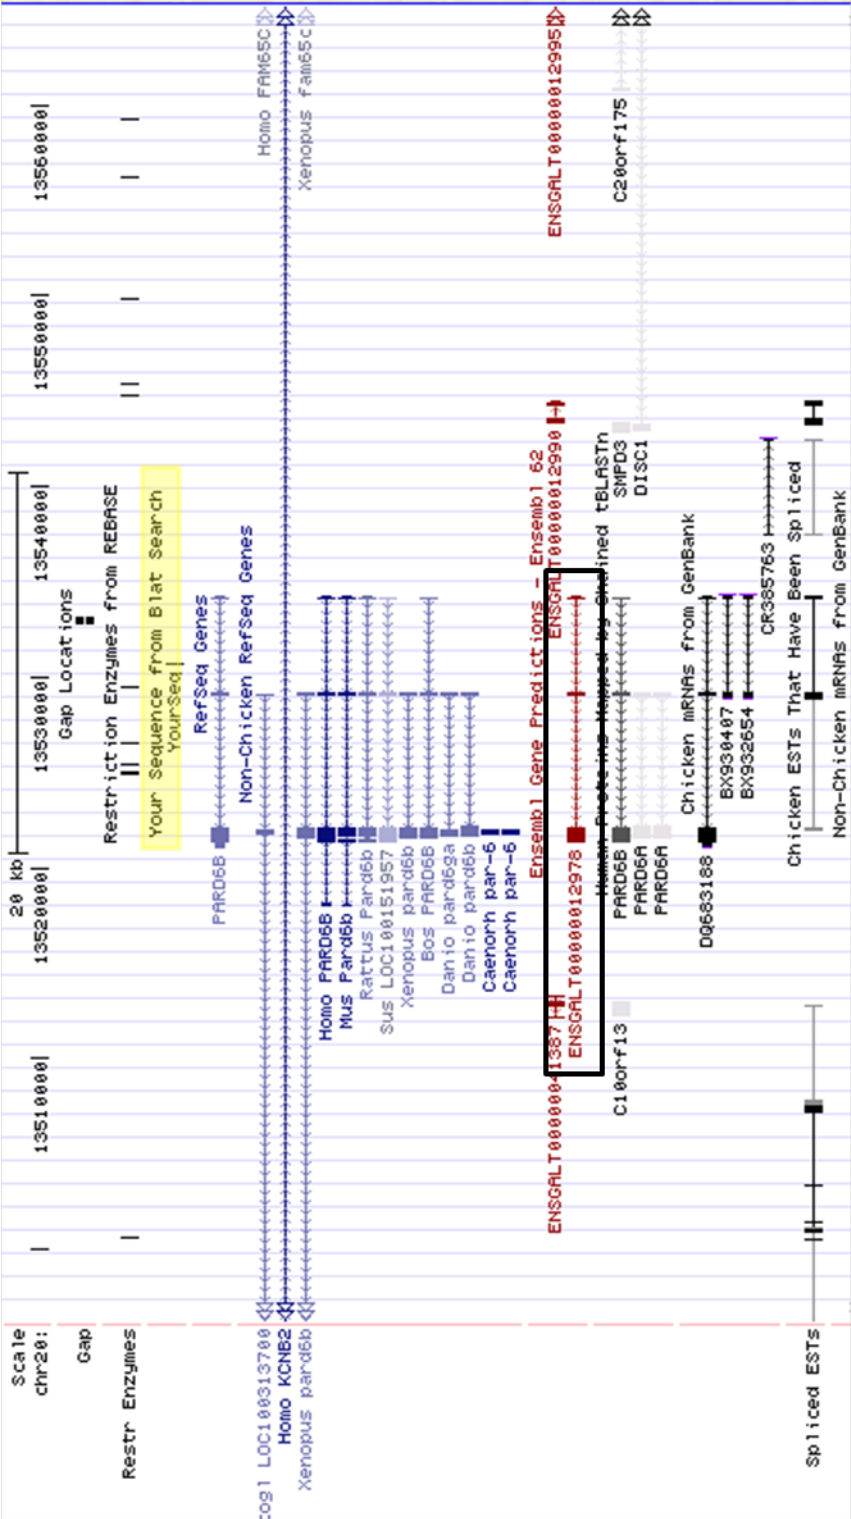 Scale
20 kb
chr20:
13510000|
13520000|
13530000|
13540000|
13550000|
13560000|
Gap Locations
Gap
Restriction Enzymes from REBASE
Restr Enzymes
Your Sequence from Blat Search
YourSeq|
RefSeq Genes
PARD6B
Non-Chicken RefSeq Genes
LOC100313700
Homo FAM65C
Homo KCNB2
Xenopus pard6b
Xenopus fam65c
Homo PARD6B
Mus Pard6b
Rattus Pard6b
Sus LOC100151957
Xenopus pard6b
Bos PARD6B
Danio pard6ga
Danio pard6b
Caenorh par-6
Caenorh par-6
Ensembl Gene Predictions - Ensembl 62
ENSGALT00000041387
ENSGALT00000012990
ENSGALT00000012995
ENSGALT00000012978
Human Proteins Mapped by Chained tBLASTn
C10orf13
PARD6B
SMPD3
C20orf175
PARD6A
DISC1
PARD6A
Chicken mRNAs from GenBank
DQ683188
BX930407
BX932654
CR385763
Chicken ESTs That Have Been Spliced
Spliced ESTs
Non-Chicken mRNAs from GenBank